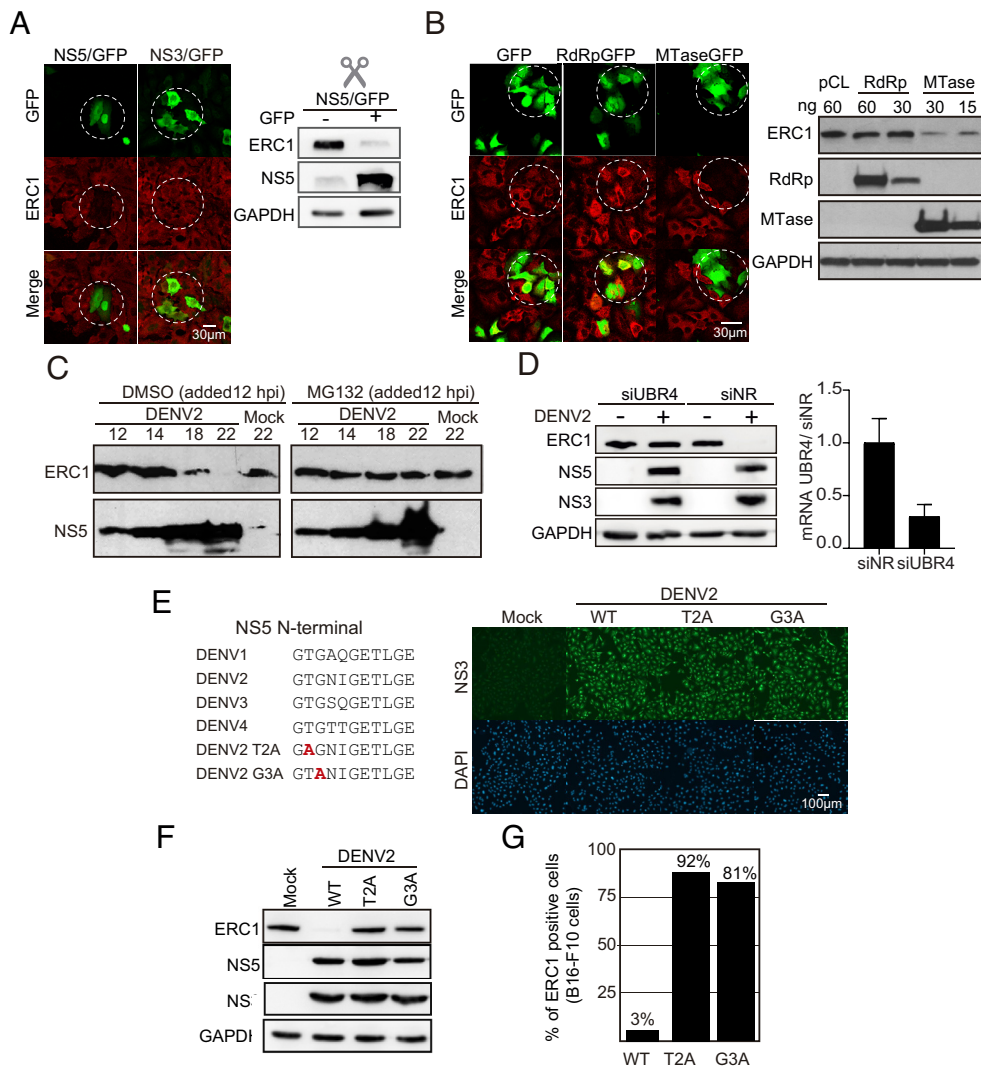 A
NS5/GFP NS3/GFP
GFP
ERC1
Merge
30µm
NS5/GFP
GFP - +
ERC1
NS5
GAPDH
B
GFP RdRpGFP MTaseGFP
GFP
ERC1
Merge
30µm
pCL RdRp MTase
ng
60 60 30 30 15
ERC1
RdRp
MTase
GAPDH
C
DMSO (added12 hpi) MG132 (added12 hpi)
DENV2 Mock DENV2 Mock
12 14 18 22 22 12 14 18 22 22
ERC1
NS5
D
siUBR4 siNR
DENV2 - + - +
ERC1
NS5
NS3
GAPDH
mRNA UBR4/ siNR
1.5
1.0
0.5
0.0
siNR siUBR4
E
NS5 N-terminal
DENV1 GTGAQGETLGE
DENV2 GTGNIGETLGE
DENV3 GTGSQGETLGE
DENV4 GTGTTGETLGE
DENV2 T2A GAGNIGETLGE
DENV2 G3A GTANIGETLGE
DENV2
Mock WT T2A G3A
NS3
DAPI
100µm
F
DENV2
Mock WT T2A G3A
ERC1
NS5
NS
GAPDH
G
% of ERC1 positive cells
(B16-F10 cells)
100
75
50
25
3% 92% 81%
WT T2A G3A